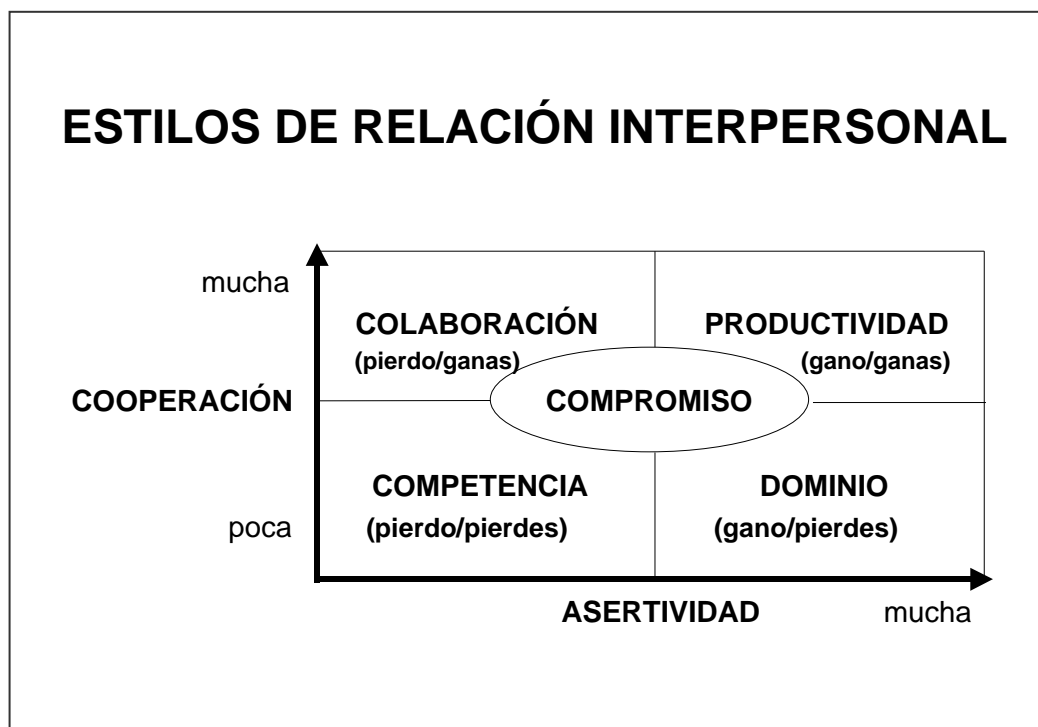 ESTILOS DE RELACIÓN INTERPERSONAL
mucha
COLABORACIÓN
(pierdo/ganas)
PRODUCTIVIDAD
(gano/ganas)
COOPERACIÓN
COMPROMISO
COMPETENCIA
(pierdo/pierdes)
DOMINIO
(gano/pierdes)
poca
ASERTIVIDAD
mucha